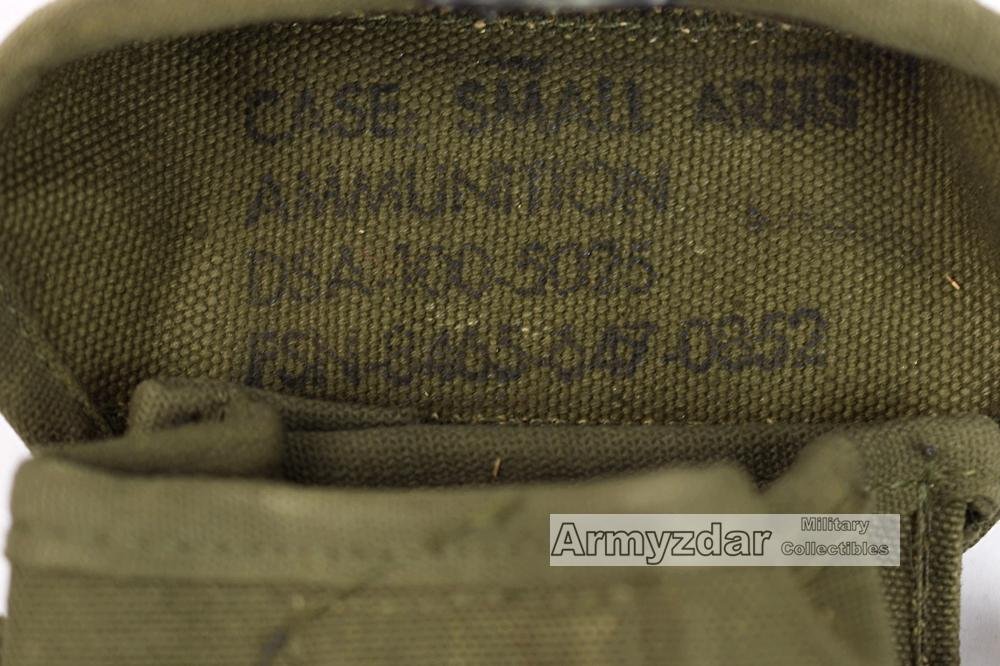 CASE, SMALL ARMS
AMMUNITION
DSA-100-5025
FSN-8465-647-0852
Armyzdar Military
Collectibles